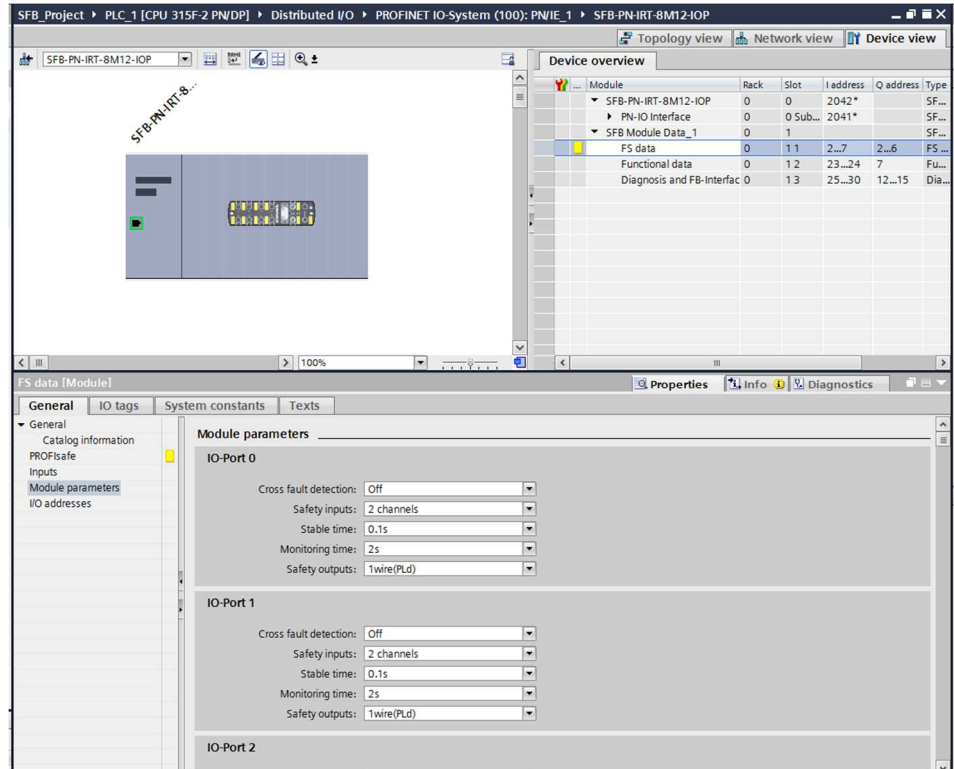 SFB_Project ▸ PLC_1 [CPU 315F-2 PN/DP] ▸ Distributed I/O ▸ PROFINET IO-System (100): PN/IE_1 ▸ SFB-PN-IRT-8M12-IOP
Topology view Network view Device view
SFB-PN-IRT-8M12-IOP
SFB-PN-IRT-8...
100%
Device overview
... Module Rack Slot I address Q address Type
SFB-PN-IRT-8M12-IOP 0 0 2042* SF...
PN-IO Interface 0 0 Sub... 2041* SF...
SFB Module Data_1 0 1 SF...
FS data 0 1 1 2...7 2...6 FS ...
Functional data 0 1 2 23...24 7 Fu...
Diagnosis and FB-Interfac 0 1 3 25...30 12...15 Dia...
FS data [Module]
Properties Info Diagnostics
General IO tags System constants Texts
General
Catalog information
PROFIsafe
Inputs
Module parameters
I/O addresses
Module parameters
IO-Port 0
Cross fault detection: Off
Safety inputs: 2 channels
Stable time: 0.1s
Monitoring time: 2s
Safety outputs: 1wire(PLd)
IO-Port 1
Cross fault detection: Off
Safety inputs: 2 channels
Stable time: 0.1s
Monitoring time: 2s
Safety outputs: 1wire(PLd)
IO-Port 2